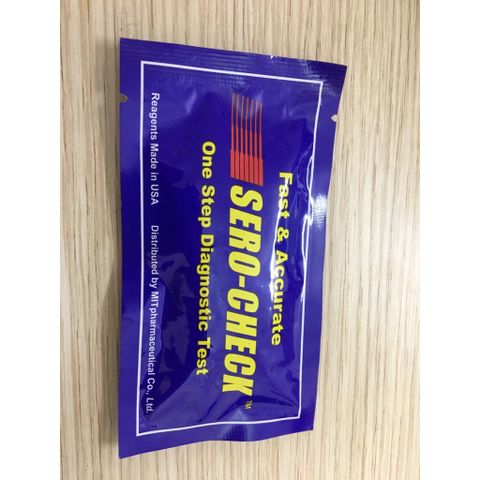 Fast & Accurate
SERO-CHECK™
One Step Diagnostic Test
Reagents Made in USA Distributed by MITpharmaceutical Co., Ltd.